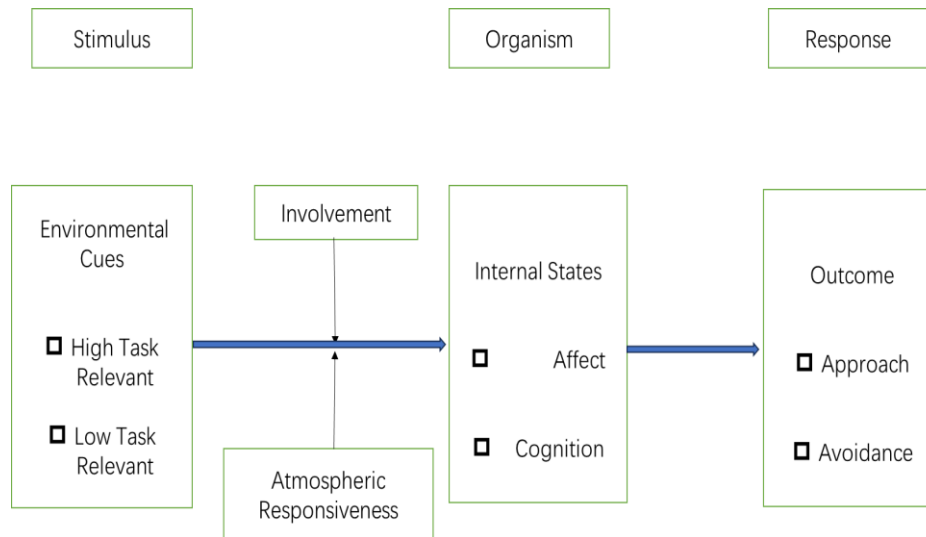 Stimulus
Organism
Response
Environmental
Cues
High Task
Relevant
Low Task
Relevant
Involvement
Atmospheric
Responsiveness
Internal States
Affect
Cognition
Outcome
Approach
Avoidance